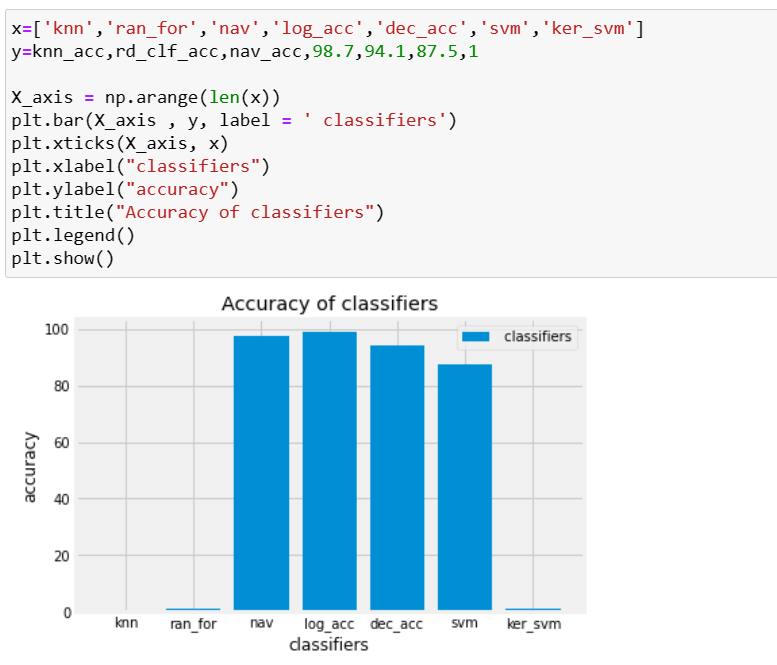 x=['knn','ran_for','nav','log_acc','dec_acc','svm','ker_svm']
y=knn_acc,rd_clf_acc,nav_acc,98.7,94.1,87.5,1
X_axis = np.arange(len(x))
plt.bar(X_axis , y, label = ' classifiers')
plt.xticks(X_axis, x)
plt.xlabel("classifiers")
plt.ylabel("accuracy")
plt.title("Accuracy of classifiers")
plt.legend()
plt.show()
Accuracy of classifiers
classifiers
accuracy
100
80
60
40
20
0
knn ran_for nav log_acc dec_acc svm ker_svm
classifiers